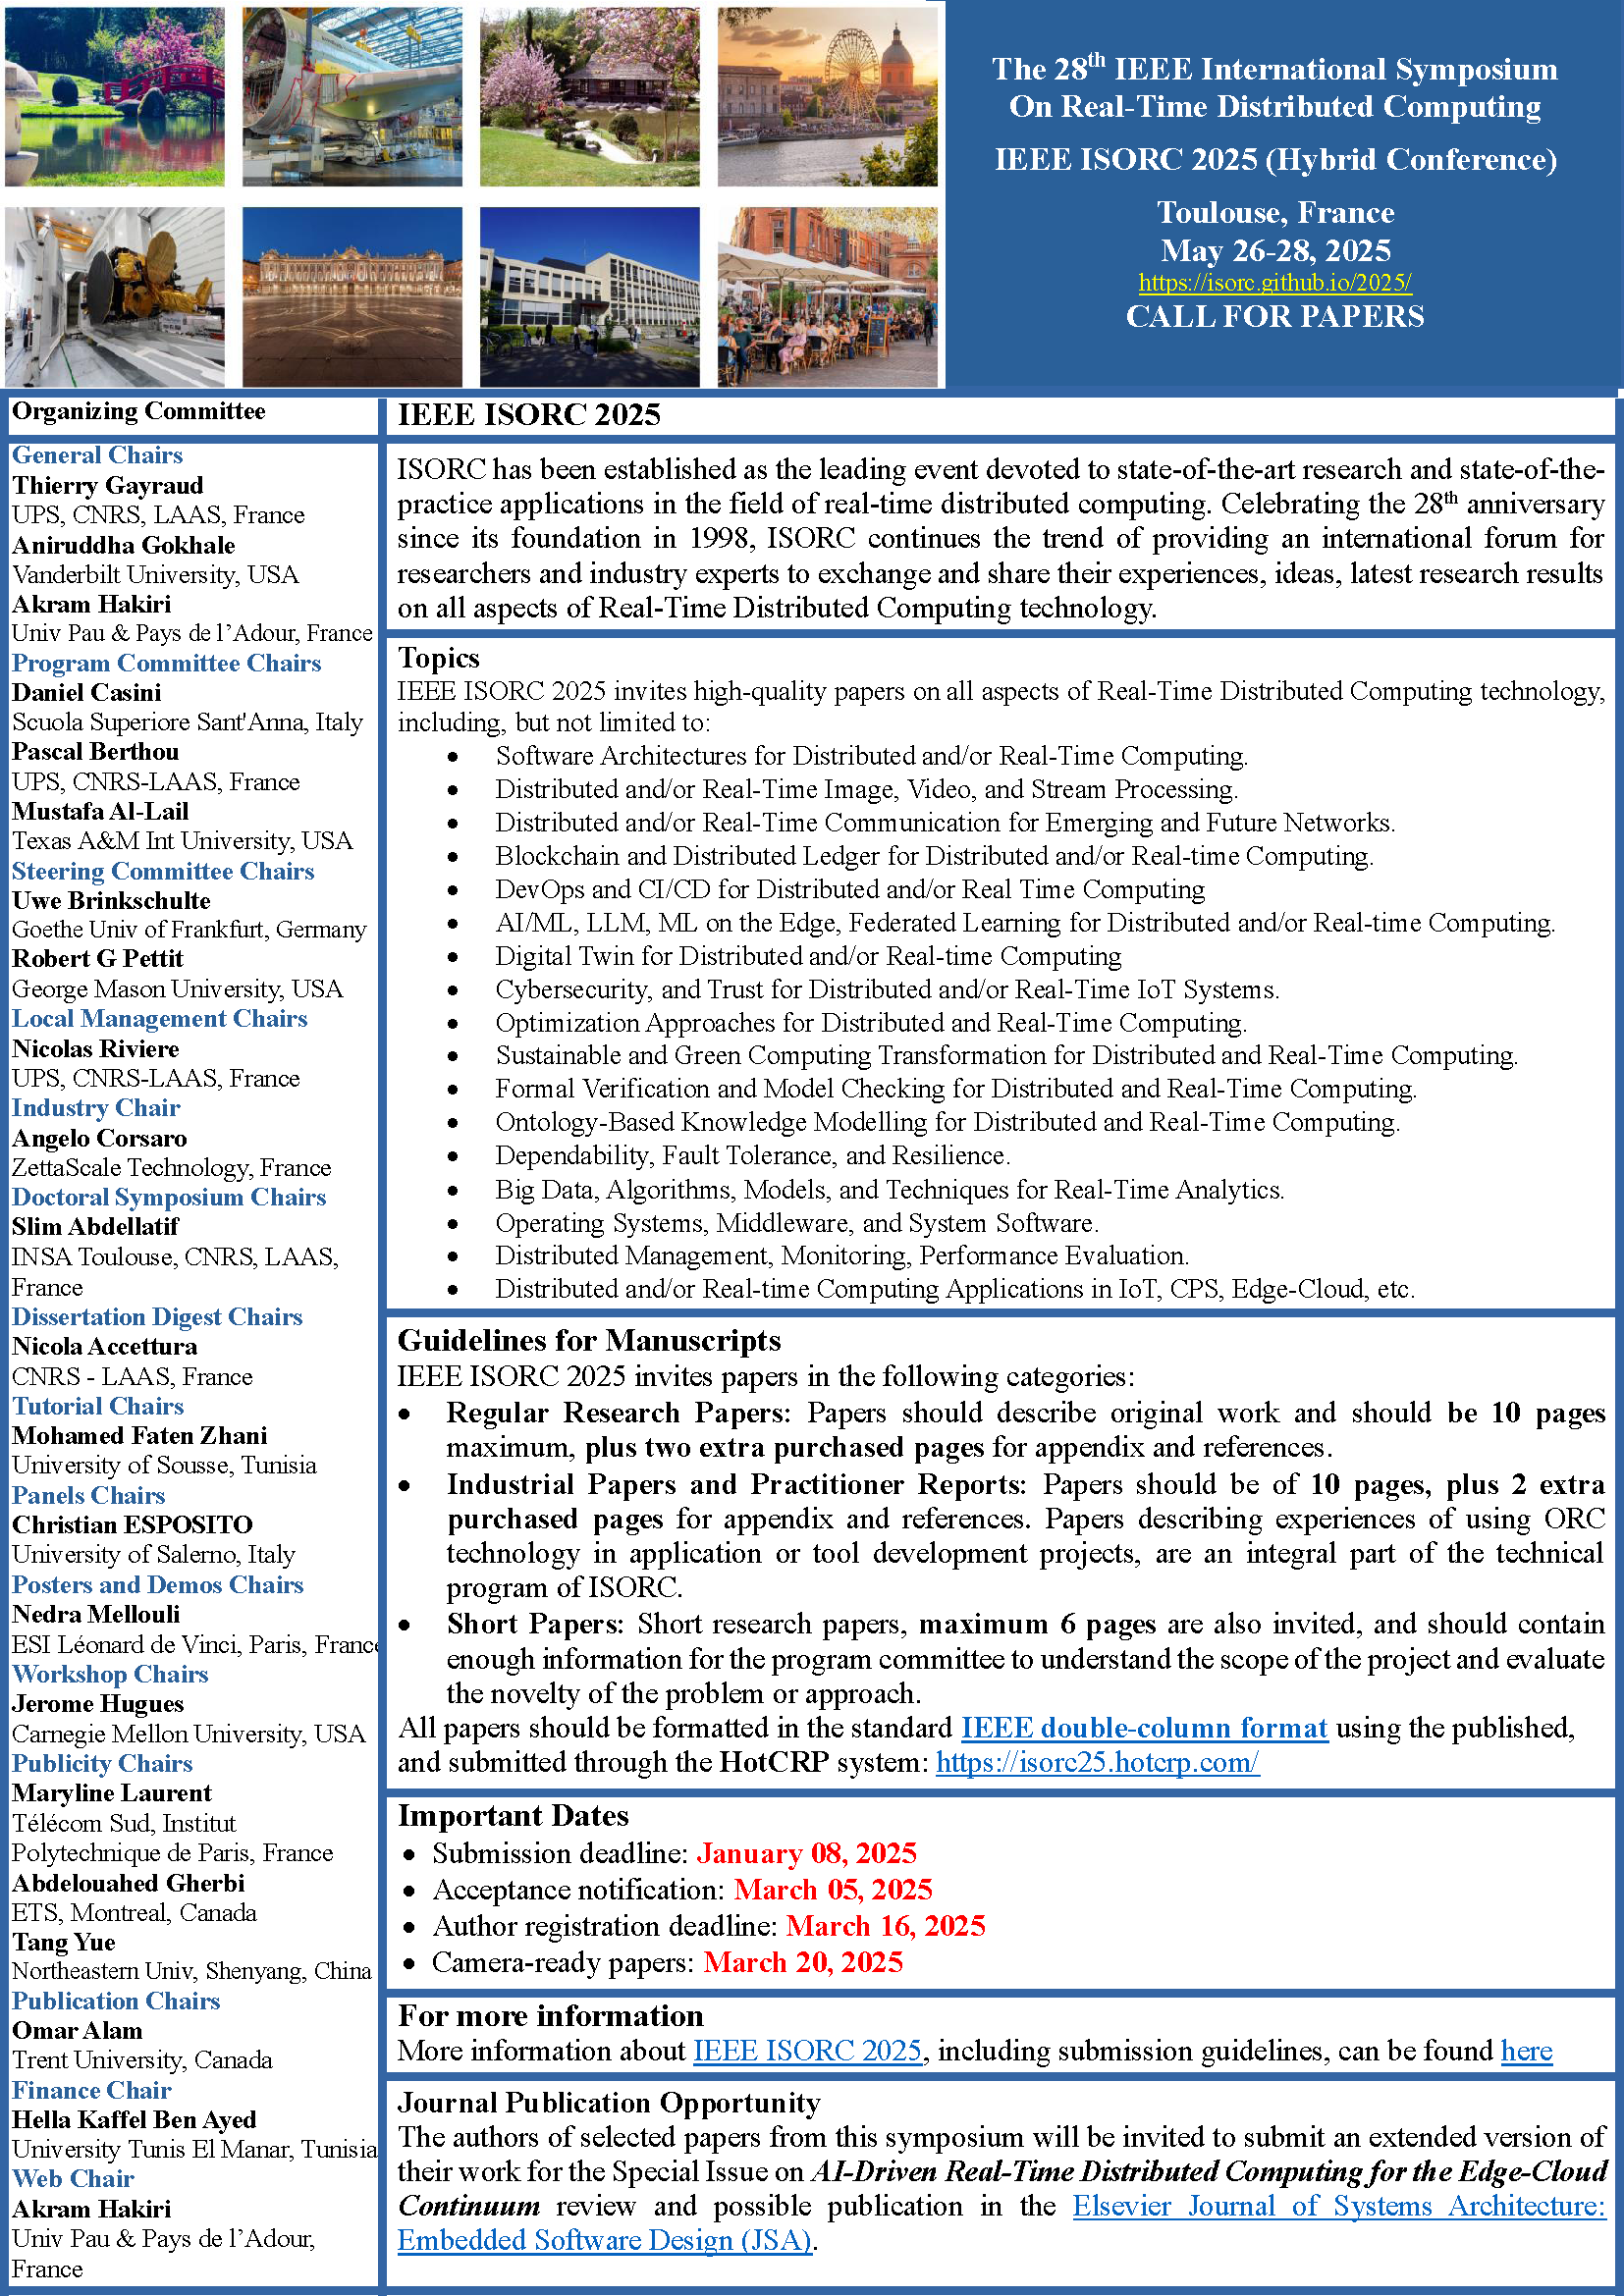 The 28th IEEE International Symposium
On Real-Time Distributed Computing
IEEE ISORC 2025 (Hybrid Conference)
Toulouse, France
May 26-28, 2025
https://isorc.github.io/2025/
CALL FOR PAPERS
Organizing Committee
General Chairs
Thierry Gayraud
UPS, CNRS, LAAS, France
Aniruddha Gokhale
Vanderbilt University, USA
Akram Hakiri
Univ Pau & Pays de l’Adour, France
Program Committee Chairs
Daniel Casini
Scuola Superiore Sant'Anna, Italy
Pascal Berthou
UPS, CNRS-LAAS, France
Mustafa Al-Lail
Texas A&M Int University, USA
Steering Committee Chairs
Uwe Brinkschulte
Goethe Univ of Frankfurt, Germany
Robert G Pettit
George Mason University, USA
Local Management Chairs
Nicolas Riviere
UPS, CNRS-LAAS, France
Industry Chair
Angelo Corsaro
ZettaScale Technology, France
Doctoral Symposium Chairs
Slim Abdellatif
INSA Toulouse, CNRS, LAAS,
France
Dissertation Digest Chairs
Nicola Accettura
CNRS - LAAS, France
Tutorial Chairs
Mohamed Faten Zhani
University of Sousse, Tunisia
Panels Chairs
Christian ESPOSITO
University of Salerno, Italy
Posters and Demos Chairs
Nedra Mellouli
ESI Léonard de Vinci, Paris, France
Workshop Chairs
Jerome Hugues
Carnegie Mellon University, USA
Publicity Chairs
Maryline Laurent
Télécom Sud, Institut
Polytechnique de Paris, France
Abdelouahed Gherbi
ETS, Montreal, Canada
Tang Yue
Northeastern Univ, Shenyang, China
Publication Chairs
Omar Alam
Trent University, Canada
Finance Chair
Hella Kaffel Ben Ayed
University Tunis El Manar, Tunisia
Web Chair
Akram Hakiri
Univ Pau & Pays de l’Adour,
France
IEEE ISORC 2025
ISORC has been established as the leading event devoted to state-of-the-art research and state-of-the-
practice applications in the field of real-time distributed computing. Celebrating the 28th anniversary
since its foundation in 1998, ISORC continues the trend of providing an international forum for
researchers and industry experts to exchange and share their experiences, ideas, latest research results
on all aspects of Real-Time Distributed Computing technology.
Topics
IEEE ISORC 2025 invites high-quality papers on all aspects of Real-Time Distributed Computing technology,
including, but not limited to:
• Software Architectures for Distributed and/or Real-Time Computing.
• Distributed and/or Real-Time Image, Video, and Stream Processing.
• Distributed and/or Real-Time Communication for Emerging and Future Networks.
• Blockchain and Distributed Ledger for Distributed and/or Real-time Computing.
• DevOps and CI/CD for Distributed and/or Real Time Computing
• AI/ML, LLM, ML on the Edge, Federated Learning for Distributed and/or Real-time Computing.
• Digital Twin for Distributed and/or Real-time Computing
• Cybersecurity, and Trust for Distributed and/or Real-Time IoT Systems.
• Optimization Approaches for Distributed and Real-Time Computing.
• Sustainable and Green Computing Transformation for Distributed and Real-Time Computing.
• Formal Verification and Model Checking for Distributed and Real-Time Computing.
• Ontology-Based Knowledge Modelling for Distributed and Real-Time Computing.
• Dependability, Fault Tolerance, and Resilience.
• Big Data, Algorithms, Models, and Techniques for Real-Time Analytics.
• Operating Systems, Middleware, and System Software.
• Distributed Management, Monitoring, Performance Evaluation.
• Distributed and/or Real-time Computing Applications in IoT, CPS, Edge-Cloud, etc.
Guidelines for Manuscripts
IEEE ISORC 2025 invites papers in the following categories:
• Regular Research Papers: Papers should describe original work and should be 10 pages
maximum, plus two extra purchased pages for appendix and references.
• Industrial Papers and Practitioner Reports: Papers should be of 10 pages, plus 2 extra
purchased pages for appendix and references. Papers describing experiences of using ORC
technology in application or tool development projects, are an integral part of the technical
program of ISORC.
• Short Papers: Short research papers, maximum 6 pages are also invited, and should contain
enough information for the program committee to understand the scope of the project and evaluate
the novelty of the problem or approach.
All papers should be formatted in the standard IEEE double-column format using the published,
and submitted through the HotCRP system: https://isorc25.hotcrp.com/
Important Dates
• Submission deadline: January 08, 2025
• Acceptance notification: March 05, 2025
• Author registration deadline: March 16, 2025
• Camera-ready papers: March 20, 2025
For more information
More information about IEEE ISORC 2025, including submission guidelines, can be found here
Journal Publication Opportunity
The authors of selected papers from this symposium will be invited to submit an extended version of
their work for the Special Issue on AI-Driven Real-Time Distributed Computing for the Edge-Cloud
Continuum review and possible publication in the Elsevier Journal of Systems Architecture:
Embedded Software Design (JSA).